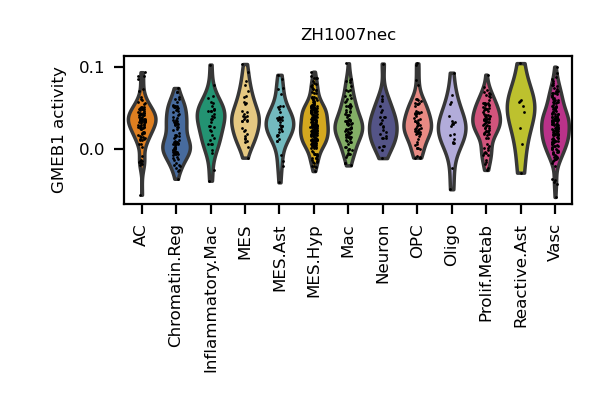 ZH1007nec
GMEB1 activity
0.1
0.0
AC
Chromatin.Reg
Inflammatory.Mac
MES
MES.Ast
MES.Hyp
Mac
Neuron
OPC
Oligo
Prolif.Metab
Reactive.Ast
Vasc